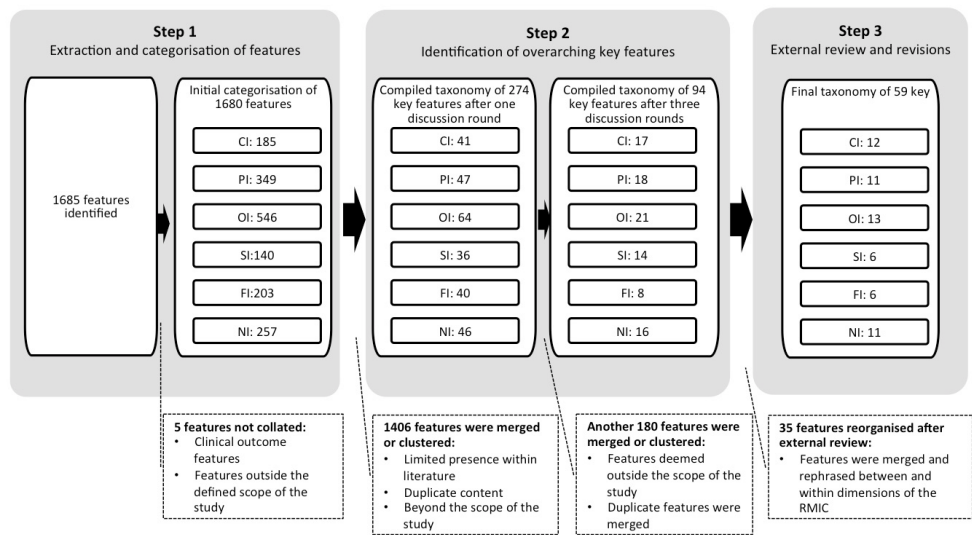 Step 1
Extraction and categorisation of features
1685 features
identified
Initial categorisation of
1680 features
CI: 185
PI: 349
OI: 546
SI:140
FI:203
NI: 257
5 features not collated:
• Clinical outcome
features
• Features outside the
defined scope of the
study
Step 2
Identification of overarching key features
Compiled taxonomy of 274
key features after one
discussion round
CI: 41
PI: 47
OI: 64
SI: 36
FI: 40
NI: 46
1406 features were merged
or clustered:
• Limited presence within
literature
• Duplicate content
• Beyond the scope of the
study
Compiled taxonomy of 94
key features after three
discussion rounds
CI: 17
PI: 18
OI: 21
SI: 14
FI: 8
NI: 16
Another 180 features were
merged or clustered:
• Features deemed
outside the scope of
the study
• Duplicate features were
merged
Step 3
External review and revisions
Final taxonomy of 59 key
CI: 12
PI: 11
OI: 13
SI: 6
FI: 6
NI: 11
35 features reorganised after
external review:
• Features were merged and
rephrased between and
within dimensions of the
RMIC